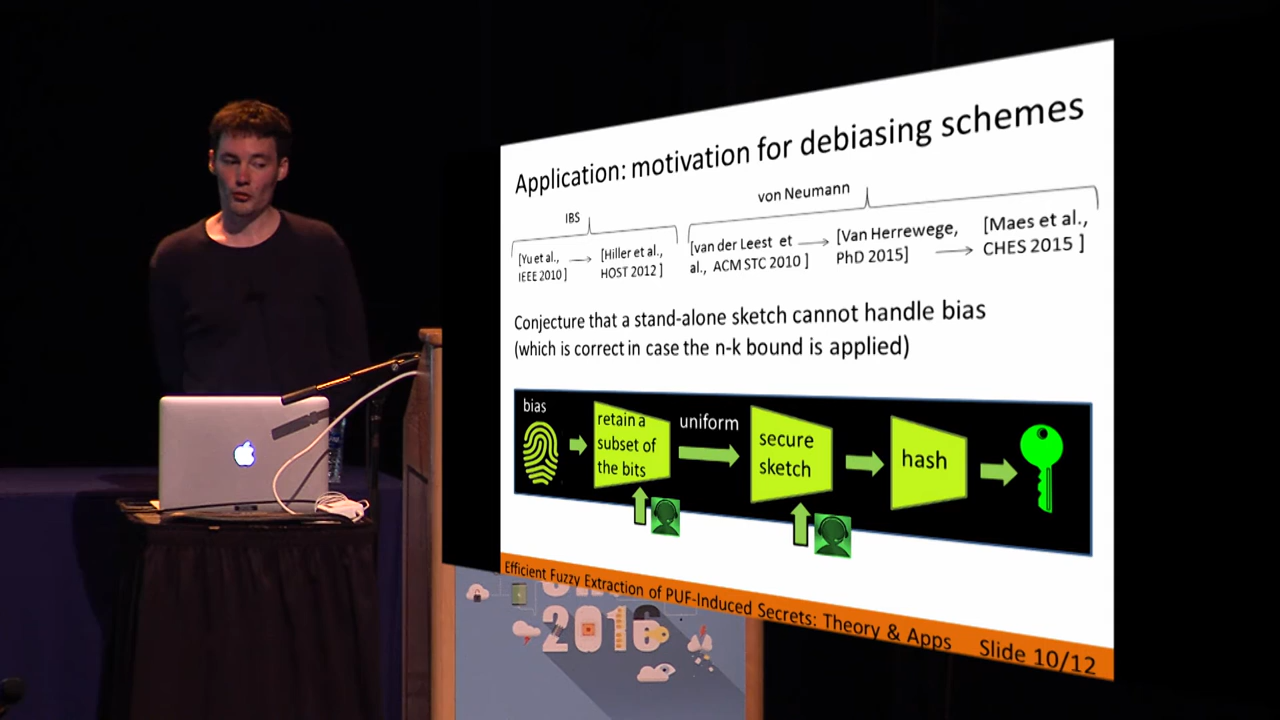 Application: motivation for debiasing schemes
IBS
von Neumann
[Yu et al.,
IEEE 2010]
[Hiller et al.,
HOST 2012 ]
[van der Leest et
al., ACM STC 2010 ]
[Van Herrewege,
PhD 2015]
[Maes et al.,
CHES 2015 ]
Conjecture that a stand-alone sketch cannot handle bias
(which is correct in case the n-k bound is applied)
bias
retain a
subset of
the bits
uniform
secure
sketch
hash
Efficient Fuzzy Extraction of PUF-Induced Secrets: Theory & Apps
Slide 10/12
2016